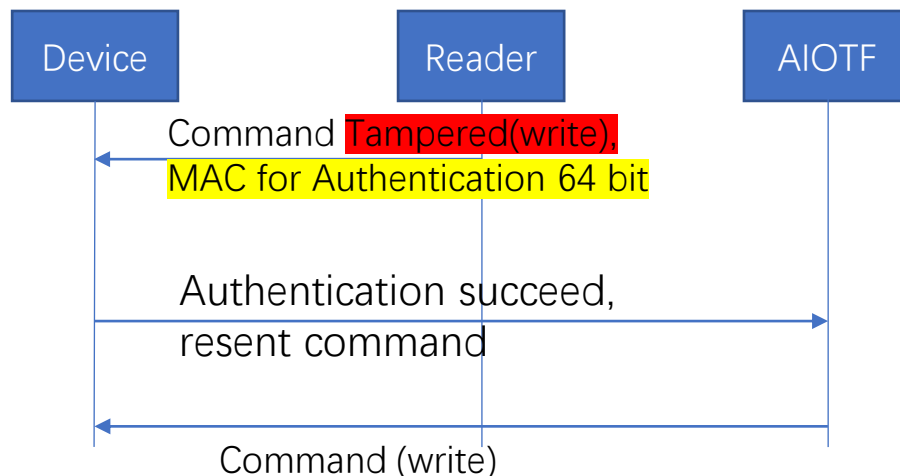 Device
Reader
AIOTF
Command Tampered(write),
MAC for Authentication 64 bit
Authentication succeed,
resent command
Command (write)